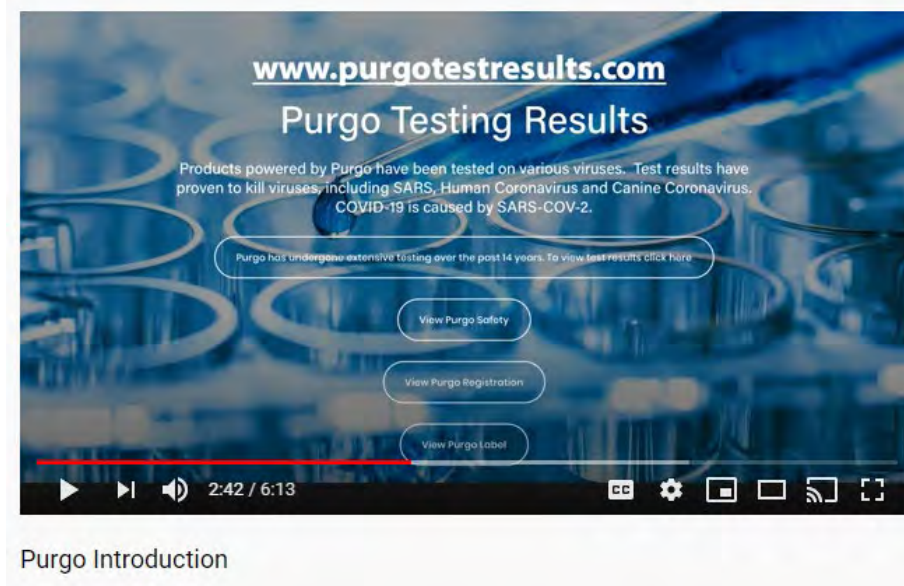 www.purgotestresults.com
Purgo Testing Results
Products powered by Purgo have been tested on various viruses. Test results have
proven to kill viruses, including SARS, Human Coronavirus and Canine Coronavirus.
COVID-19 is caused by SARS-COV-2.
Purgo has undergone extensive testing over the past 14 years. To view test results click here
View Purgo Safety
View Purgo Registration
View Purgo Label
2:42 / 6:13
CC
Purgo Introduction